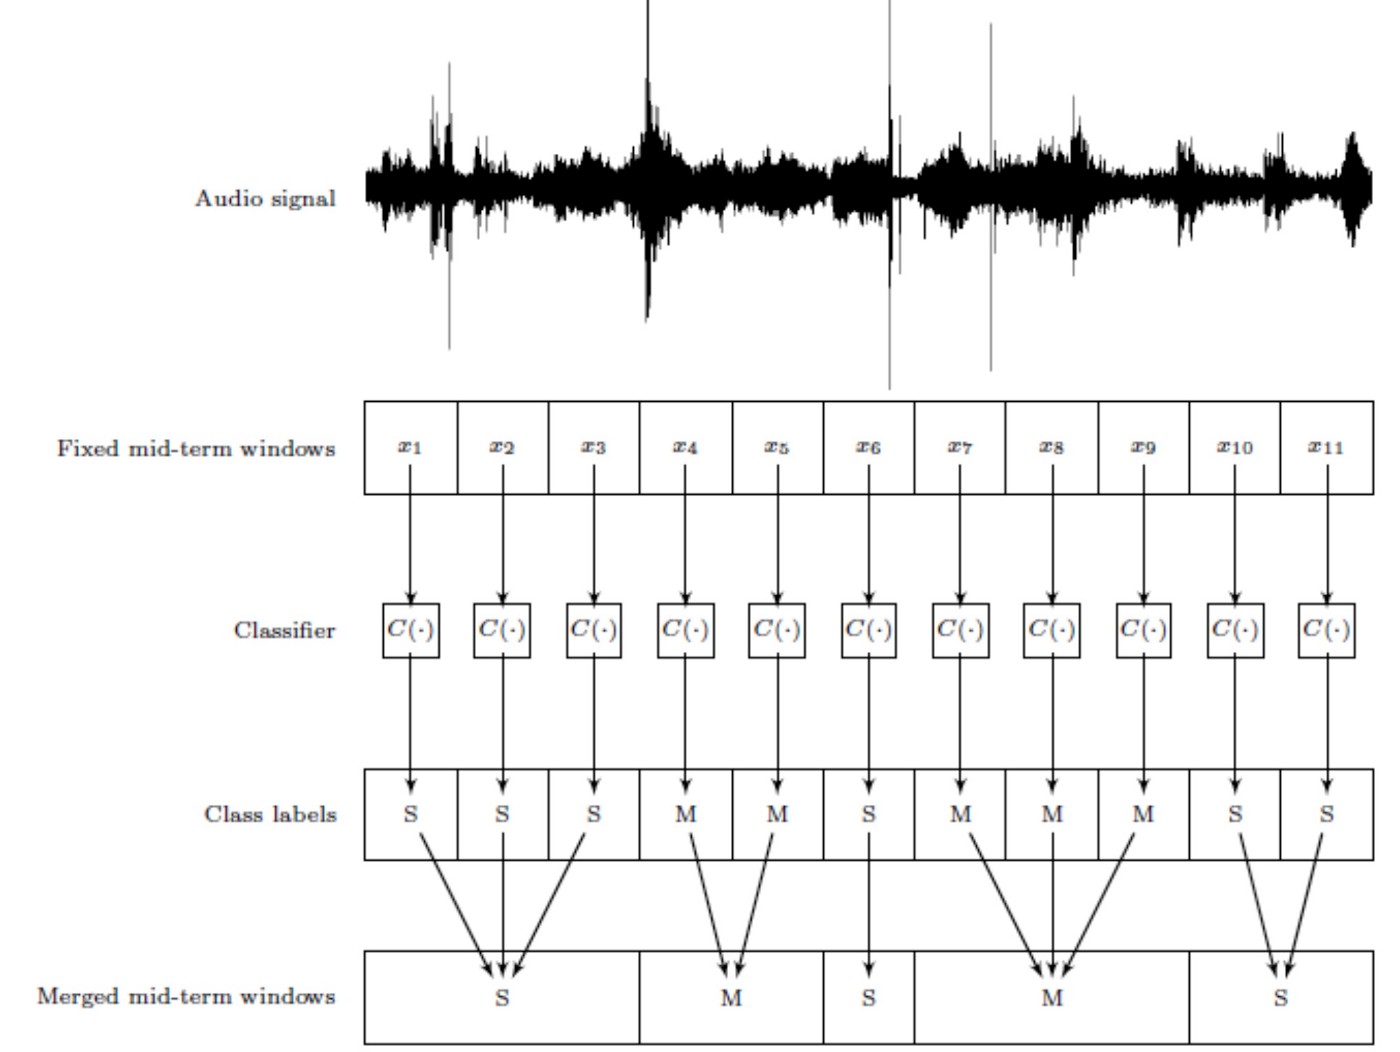 Audio signal
Fixed mid-term windows x₁ x₂ x₃ x₄ x₅ x₆ x₇ x₈ x₉ x₁₀ x₁₁
Classifier C(·) C(·) C(·) C(·) C(·) C(·) C(·) C(·) C(·) C(·) C(·)
Class labels S S S M M S M M M S S
Merged mid-term windows S M S M S